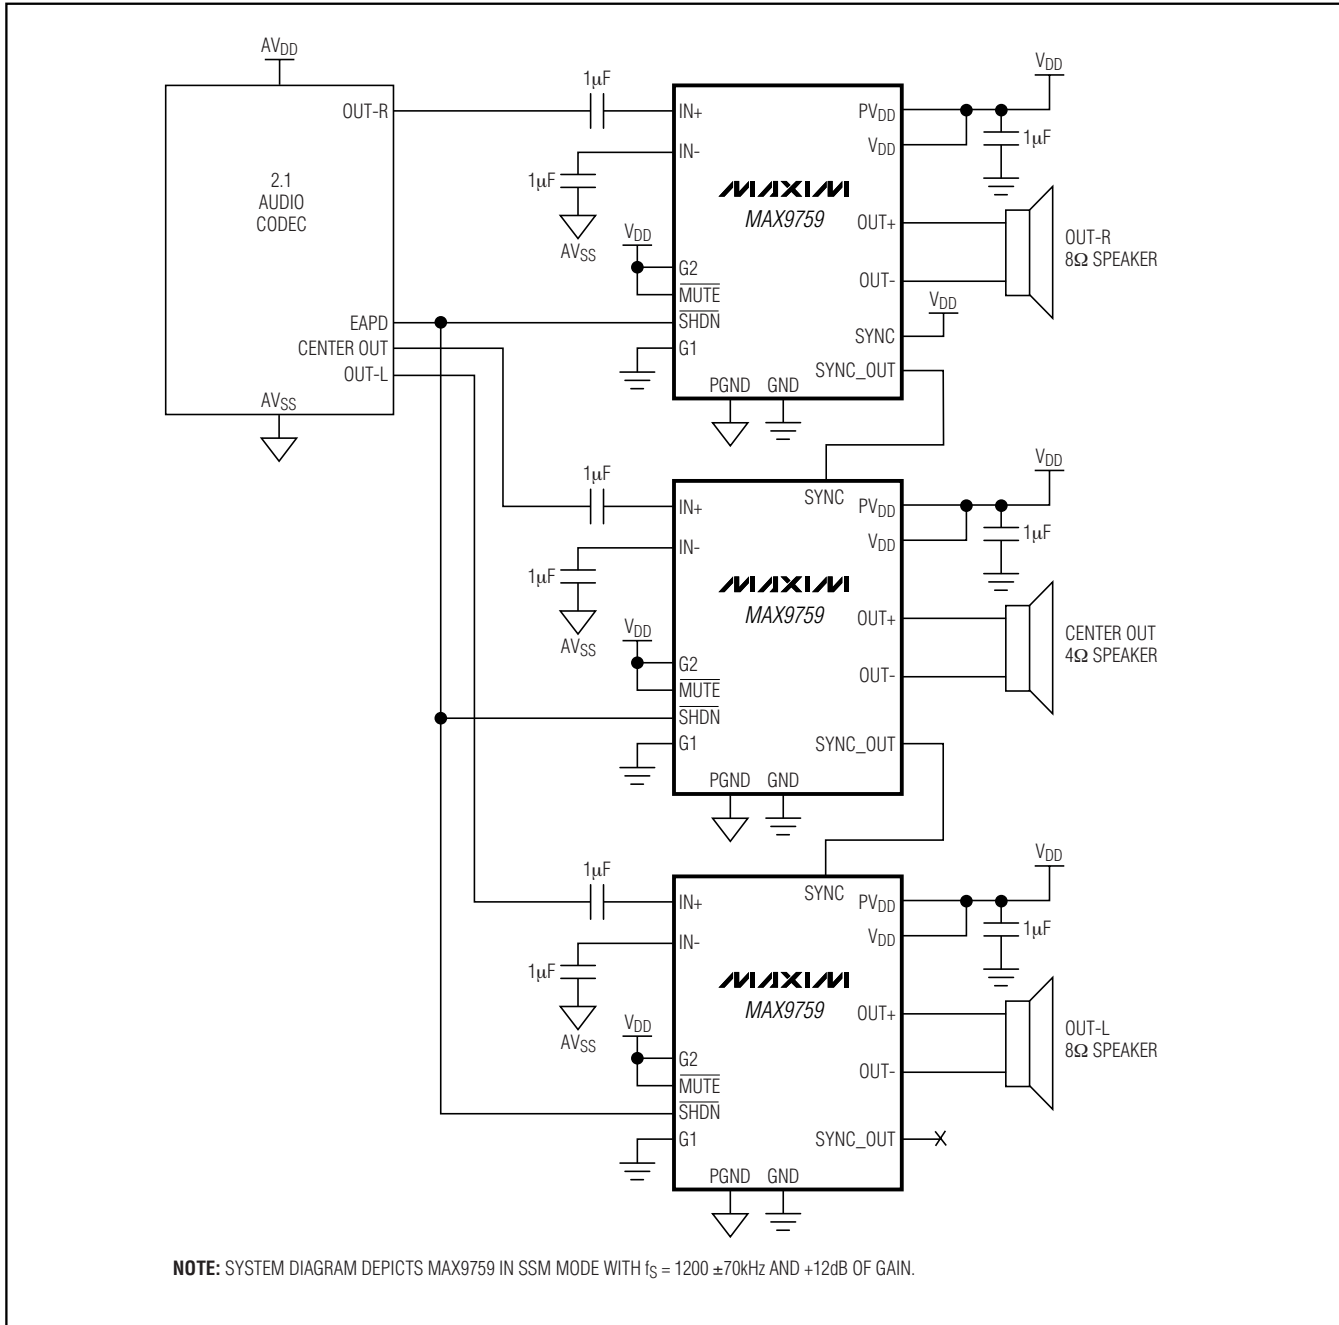 AVDD
2.1
AUDIO
CODEC
OUT-R
EAPD
CENTER OUT
OUT-L
AVSS
1µF
1µF
AVSS
VDD
IN+
IN-
G2
MUTE
SHDN
G1
MAXIM
MAX9759
PVDD
VDD
OUT+
OUT-
SYNC
SYNC_OUT
PGND GND
VDD
1µF
VDD
OUT-R
8Ω SPEAKER
1µF
1µF
AVSS
VDD
SYNC
IN+
IN-
G2
MUTE
SHDN
G1
MAXIM
MAX9759
PVDD
VDD
OUT+
OUT-
SYNC_OUT
PGND GND
VDD
1µF
CENTER OUT
4Ω SPEAKER
1µF
1µF
AVSS
VDD
SYNC
IN+
IN-
G2
MUTE
SHDN
G1
MAXIM
MAX9759
PVDD
VDD
OUT+
OUT-
SYNC_OUT
PGND GND
VDD
1µF
OUT-L
8Ω SPEAKER
NOTE: SYSTEM DIAGRAM DEPICTS MAX9759 IN SSM MODE WITH fS = 1200 ±70kHz AND +12dB OF GAIN.